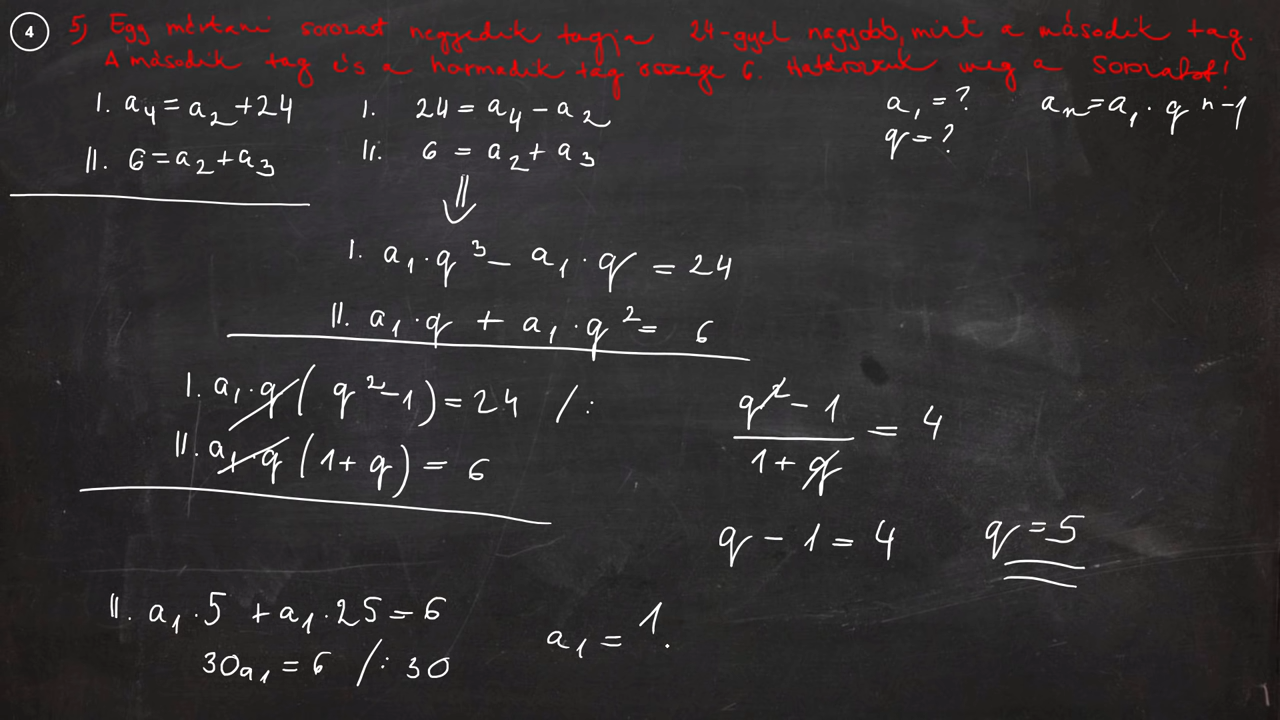 4 5, Egy mértani sorozat negyedik tagja 24-gyel nagyobb, mint a második tag.
A második tag és a harmadik tag összege 6. Határozzuk meg a sorozatot!
I. a₄ = a₂ + 24
II. 6 = a₂ + a₃
I. 24 = a₄ - a₂
II. 6 = a₂ + a₃
a₁ = ?
q = ?
aₙ = a₁ · qⁿ⁻¹
⇓
I. a₁ · q³ - a₁ · q = 24
II. a₁ · q + a₁ · q² = 6
I. a₁ · q (q² - 1) = 24 / :
II. a₁ · q (1 + q) = 6
q² - 1
1 + q
= 4
q - 1 = 4
q = 5
II. a₁ · 5 + a₁ · 25 = 6
30a₁ = 6 / : 30
a₁ = 1.